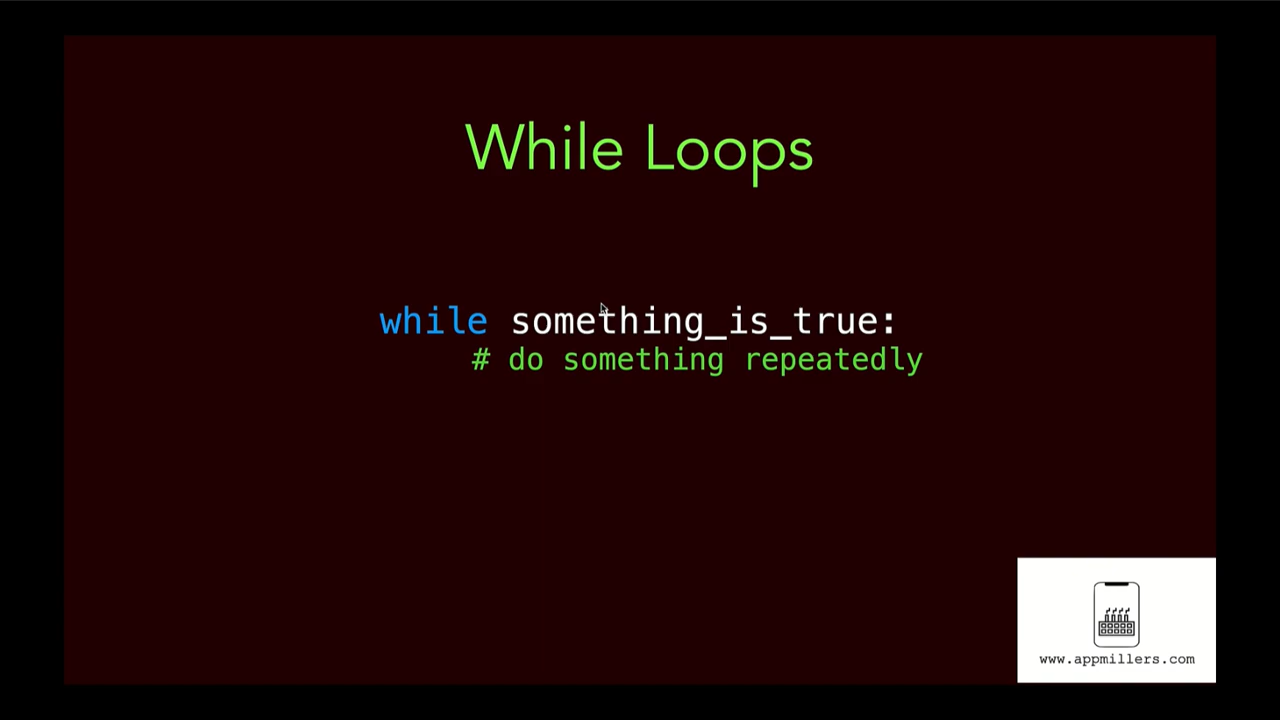 While Loops
while something_is_true:
# do something repeatedly
www.appmillers.com